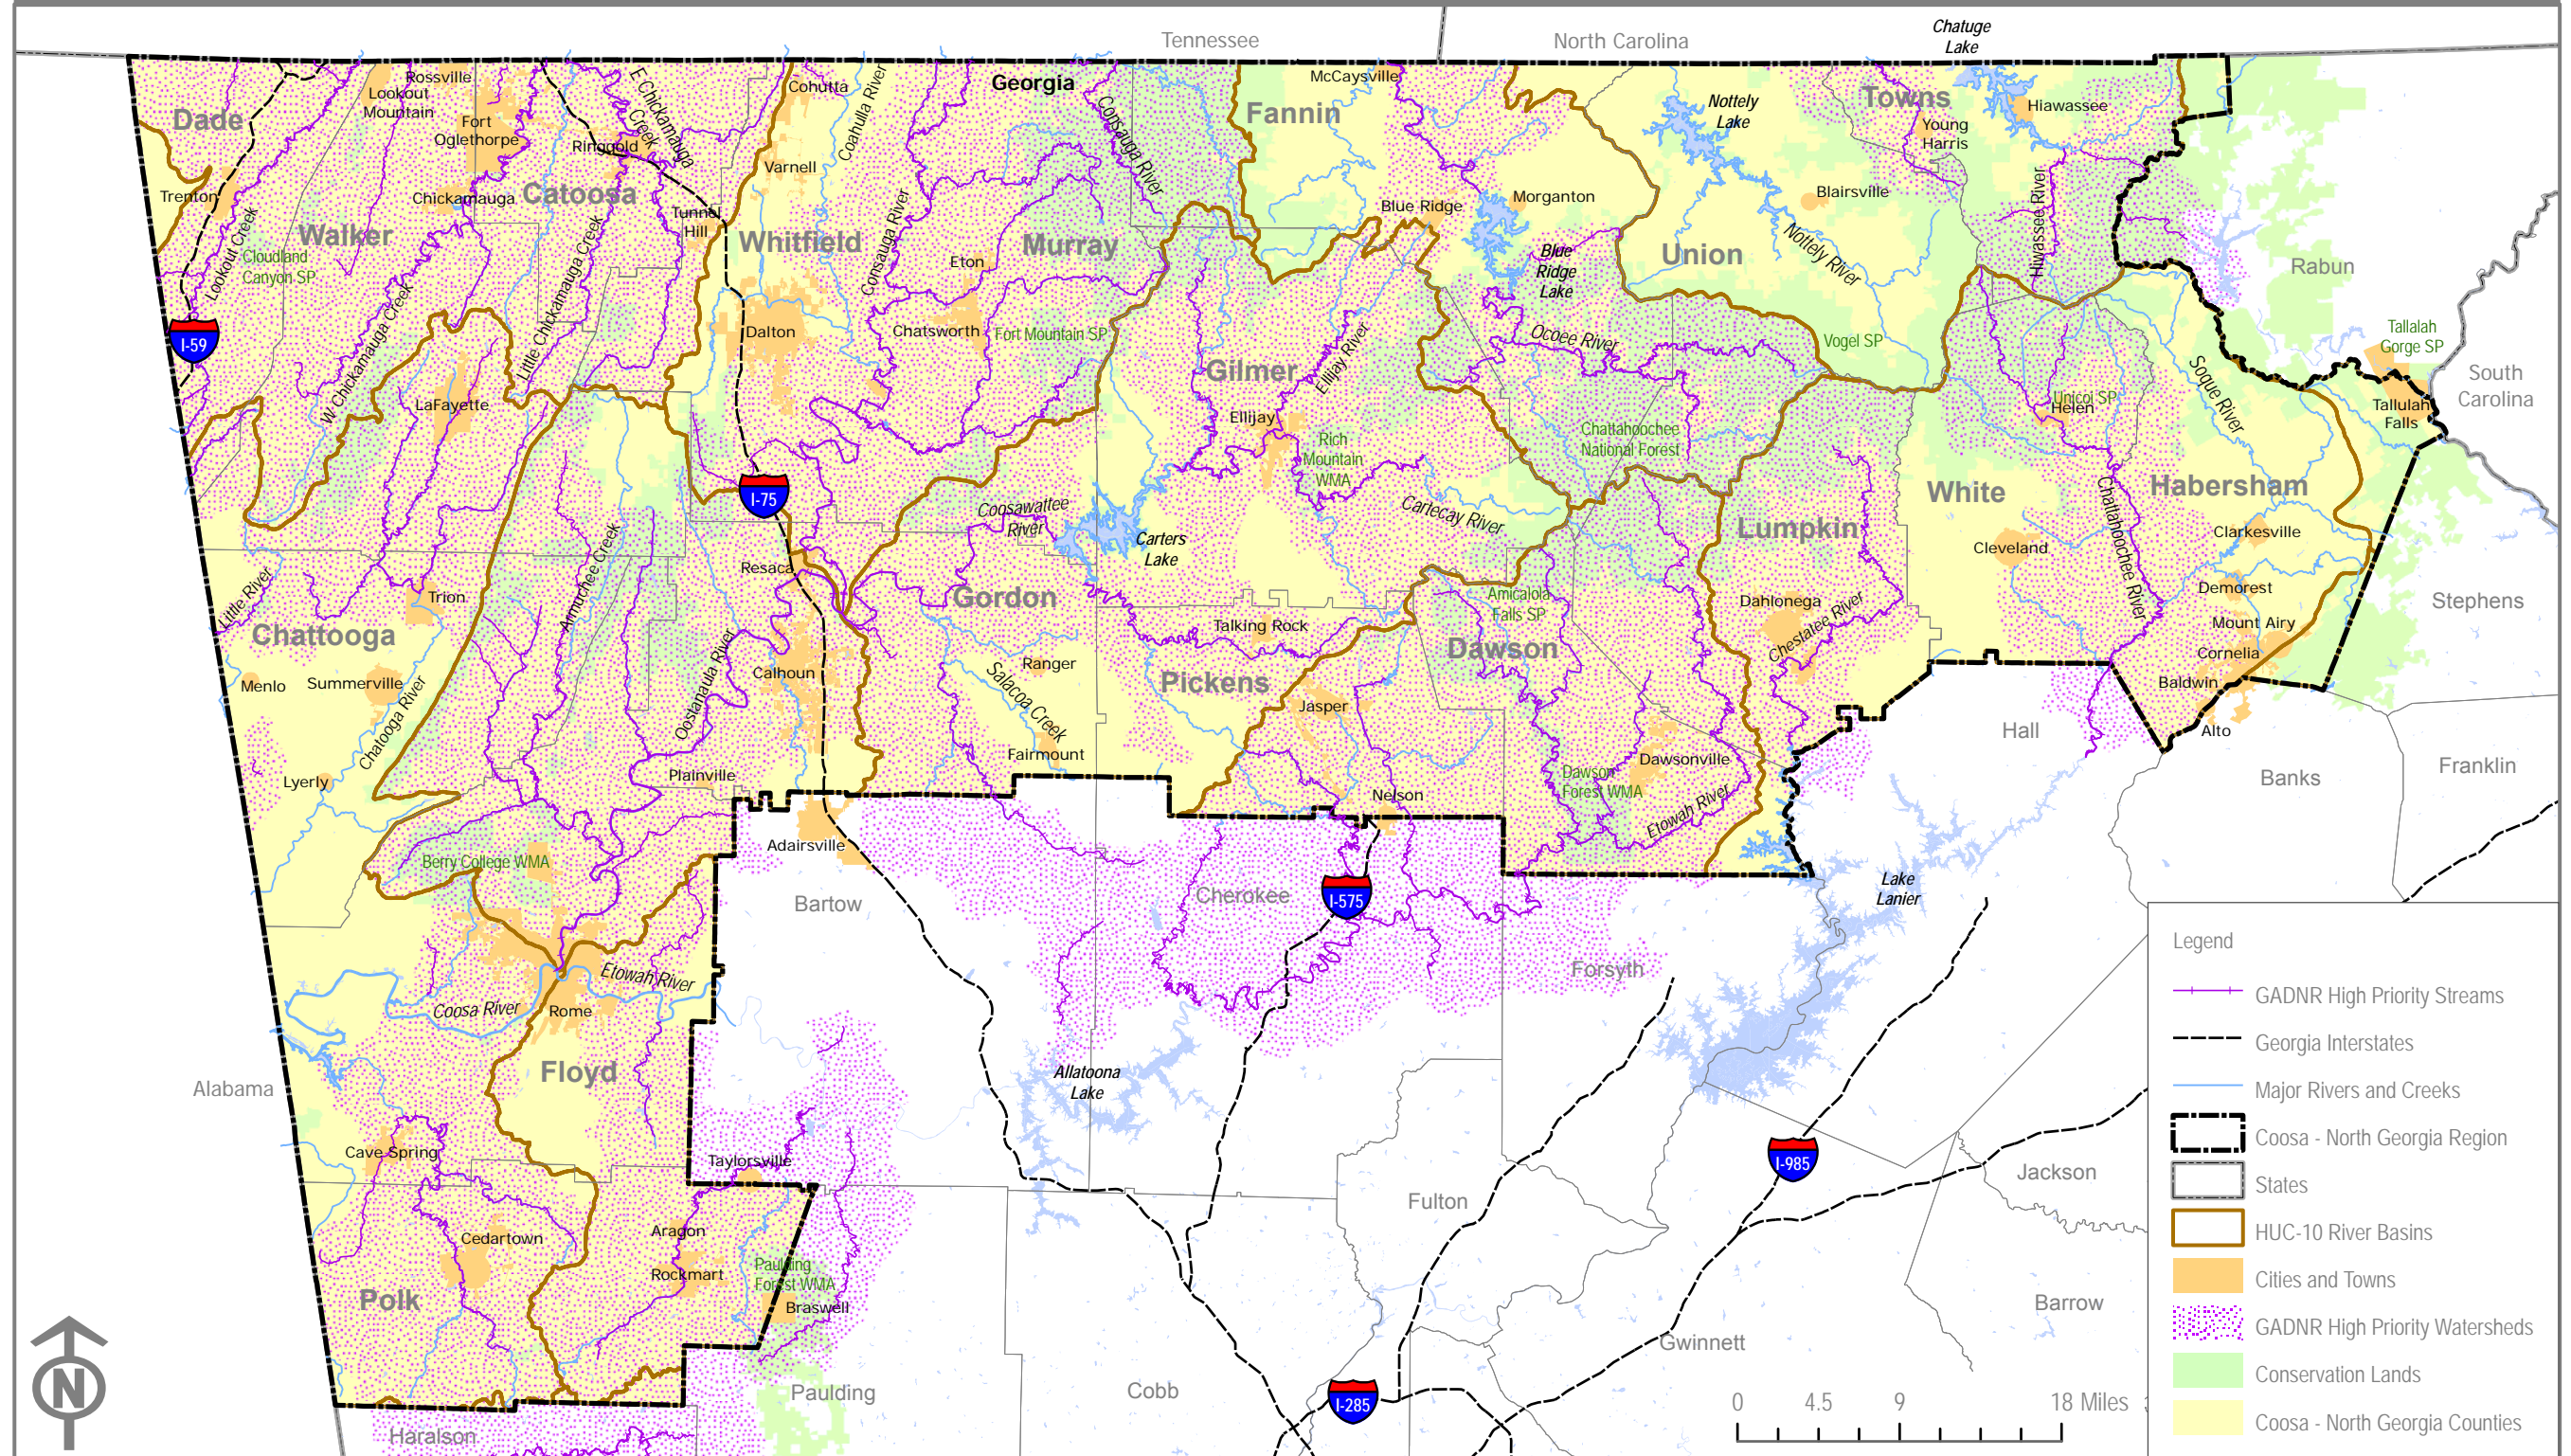 Tennessee
North Carolina
Chatuge
Lake
Georgia
Rossville
Lookout
Mountain
Fort
Oglethorpe
E Chickamauga
Creek
Ringgold
Cohutta
Coahulla River
Consauga River
Fannin
McCaysville
Nottely
Lake
Towns
Hiawassee
Young
Harris
Dade
Trenton
Chickamauga
Catoosa
Varnell
Tunnel
Hill
Walker
Cloudland
Canyon SP
Lookout Creek
Whitfield
Consauga River
Eton
Murray
Blue Ridge
Morganton
Blue
Ridge
Lake
Union
Blairsville
Nottely River
Hiwassee River
Rabun
I-59
W Chickamauga Creek
Little Chickamauga Creek
Dalton
Chatsworth
Fort Mountain SP
Ocoee River
Vogel SP
Tallalah
Gorge SP
South
Carolina
Gilmer
Ellijay River
Ellijay
Soque River
LaFayette
Unicoi SP
Helen
Tallulah
Falls
Chattahoochee
National Forest
Rich
Mountain
WMA
I-75
Cartecay River
Coosawattee
River
Carters
Lake
White
Habersham
Chattahoochee River
Lumpkin
Cleveland
Clarkesville
Demorest
Armuchee Creek
Resaca
Little River
Trion
Gordon
Amicalola
Falls SP
Dahlonega
Chestatee River
Stephens
Mount Airy
Cornelia
Baldwin
Alto
Chattooga
Talking Rock
Dawson
Oostanaula River
Calhoun
Ranger
Salacoa Creek
Pickens
Menlo
Summerville
Chatooga River
Jasper
Hall
Lyerly
Plainville
Fairmount
Nelson
Dawsonville
Dawson
Forest WMA
Etowah River
Banks
Franklin
Adairsville
Berry College WMA
Bartow
Cherokee
I-575
Lake
Lanier
Etowah River
Coosa River
Rome
Forsyth
Floyd
Alabama
Allatoona
Lake
Cave Spring
Taylorsville
I-985
Jackson
Fulton
Cedartown
Aragon
Rockmart
Paulding
Forest WMA
Braswell
Polk
Barrow
Gwinnett
Paulding
Cobb
I-285
Haralson
N
0 4.5 9 18 Miles
Legend
GADNR High Priority Streams
Georgia Interstates
Major Rivers and Creeks
Coosa - North Georgia Region
States
HUC-10 River Basins
Cities and Towns
GADNR High Priority Watersheds
Conservation Lands
Coosa - North Georgia Counties